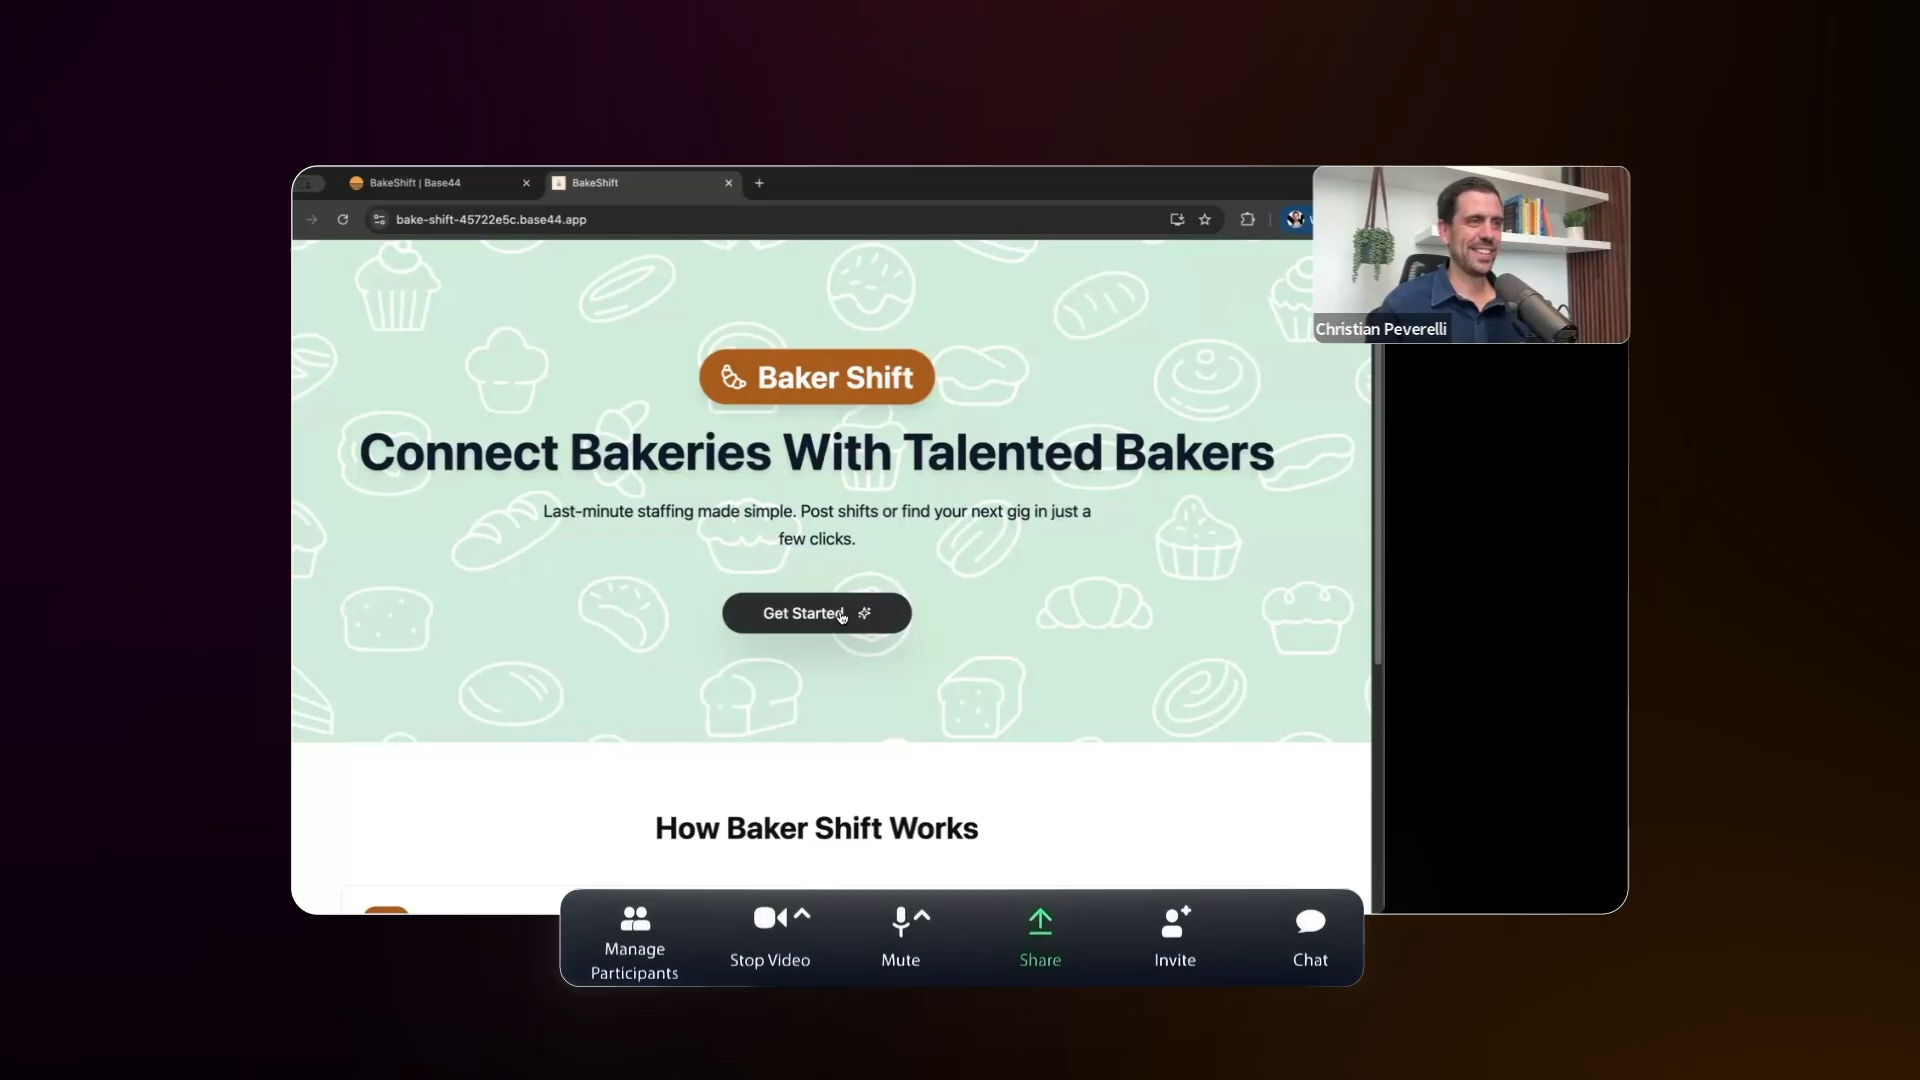 BakeShift | Base44
BakeShift
bake-shift-45722e5c.base44.app
Christian Peverelli
Baker Shift
Connect Bakeries With Talented Bakers
Last-minute staffing made simple. Post shifts or find your next gig in just a
few clicks.
Get Started
How Baker Shift Works
Manage
Participants
Stop Video
Mute
Share
Invite
Chat